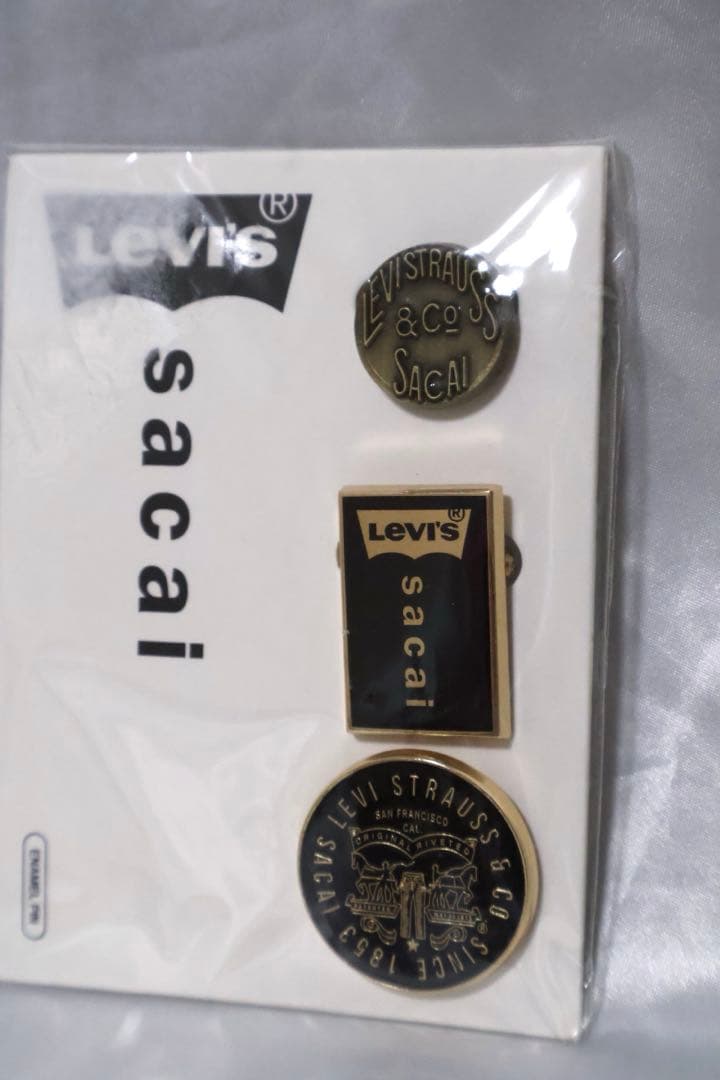 LEVI'S®
sacai
LEVI STRAUSS
& Co
SACAI
LEVI'S®
sacai
LEVI STRAUSS & CO
SAN FRANCISCO
CAL.
ORIGINAL RIVETED
SINCE 1853 SACAI
ENAMEL PIN